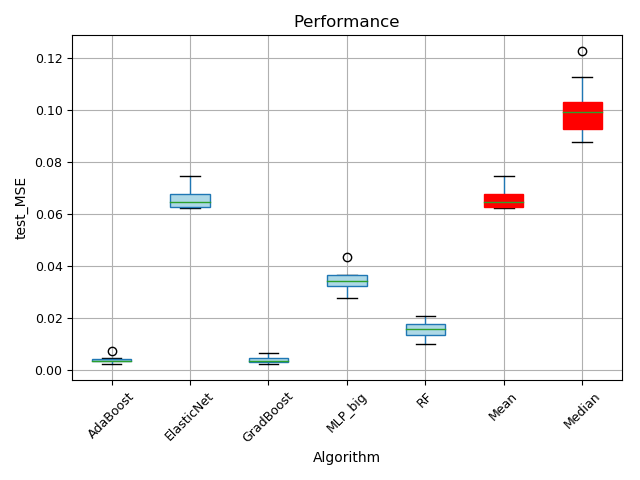 Performance
test_MSE
0.12
0.10
0.08
0.06
0.04
0.02
0.00
AdaBoost
ElasticNet
GradBoost
MLP_big
RF
Mean
Median
Algorithm